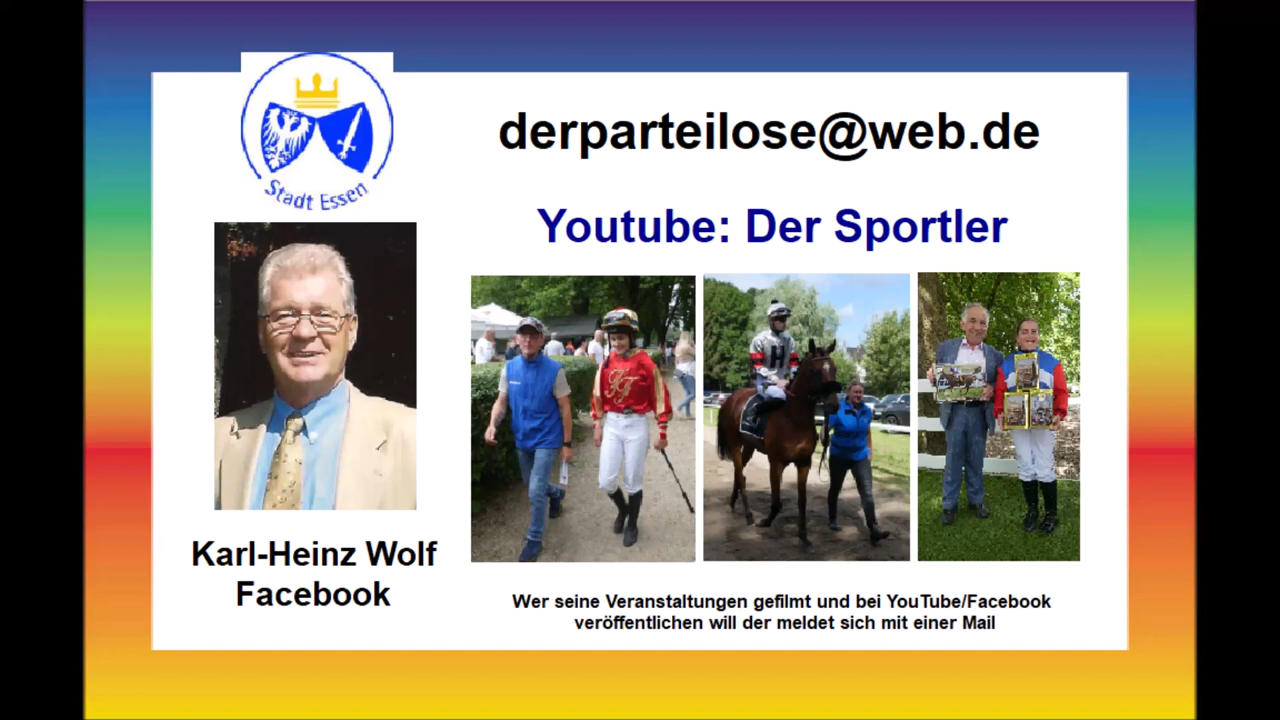 Stadt Essen
derparteilose@web.de
Youtube: Der Sportler
H
Karl-Heinz Wolf
Facebook
Wer seine Veranstaltungen gefilmt und bei YouTube/Facebook
veröffentlichen will der meldet sich mit einer Mail